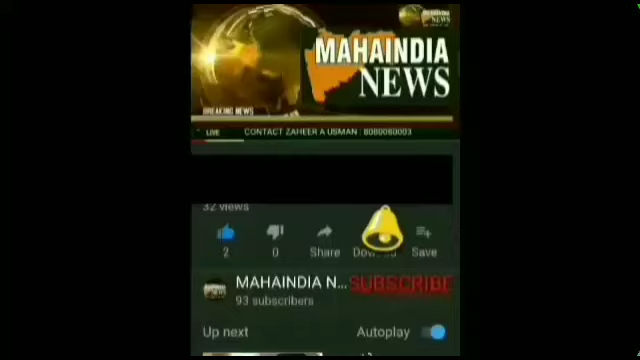 MAHAINDIA
NEWS
BREAKING NEWS
LIVE
CONTACT ZAHEER A USMAN : 8080080003
32 views
2
0
Share
Save
MAHAINDIA N...
SUBSCRIBE
93 subscribers
Up next
Autoplay